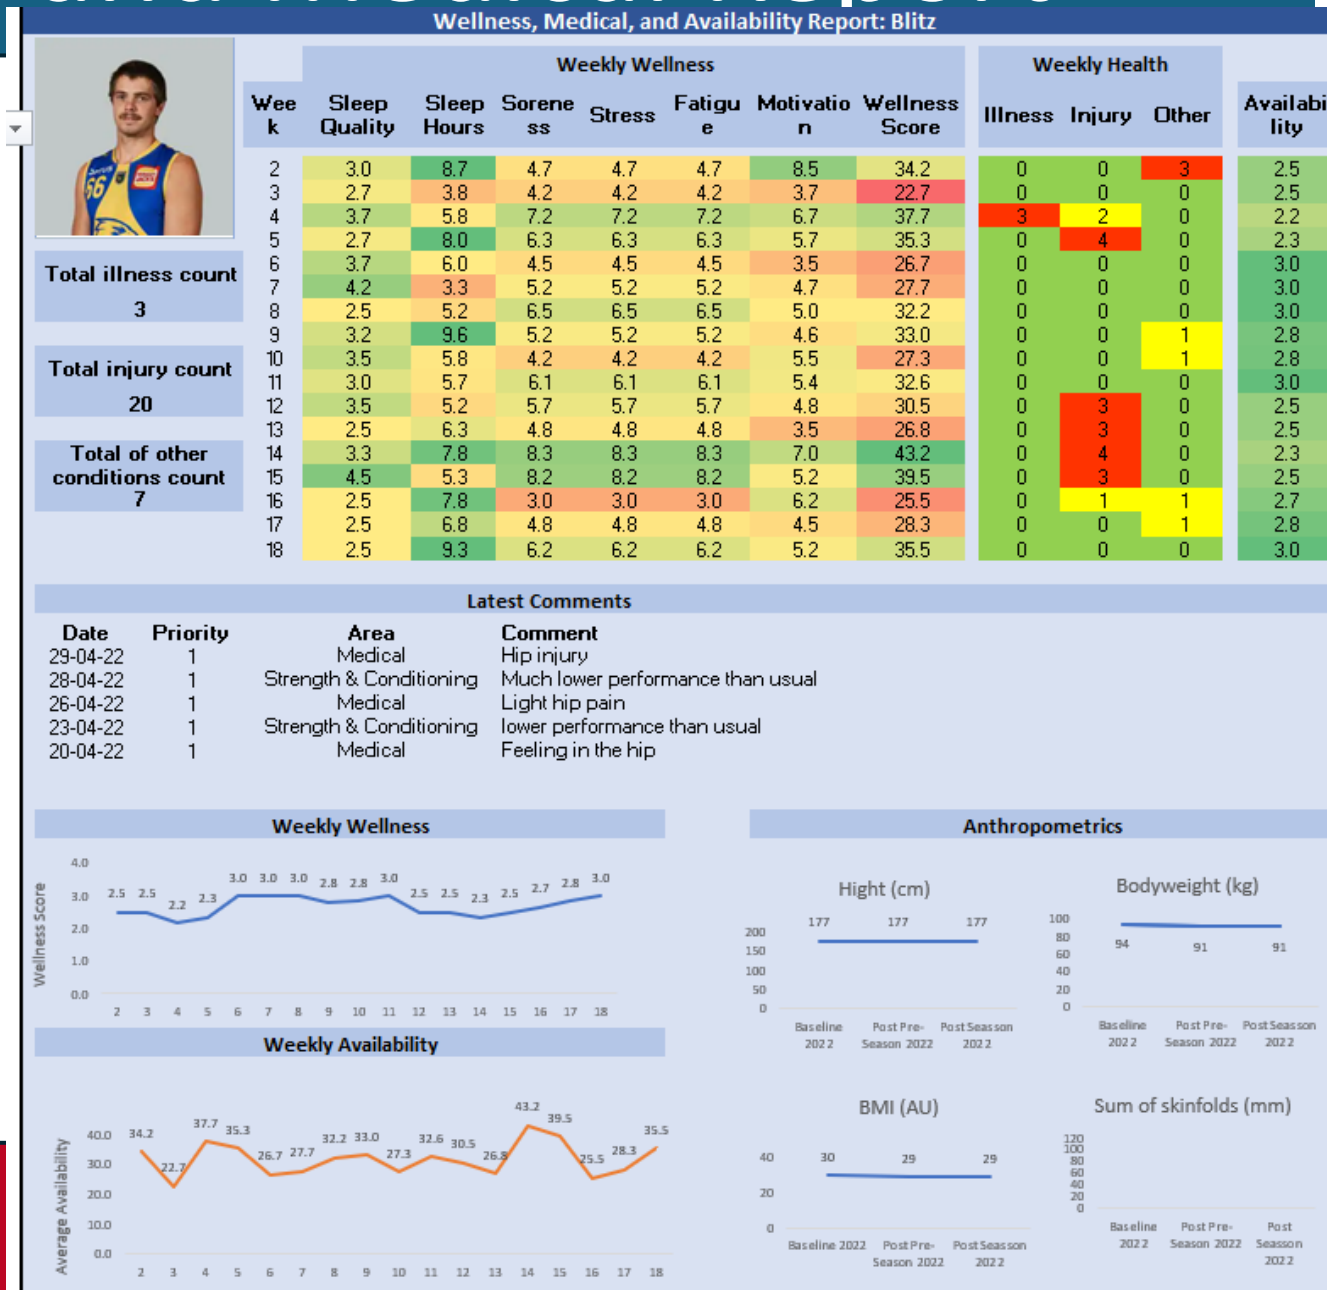 Wellness, Medical, and Availability Report: Blitz
Weekly Wellness
Weekly Health
Wee
k
Sleep
Quality
Sleep
Hours
Sorene
ss
Stress
Fatigu
e
Motivatio
n
Wellness
Score
Illness
Injury
Other
Availabi
lity
2 3.0 8.7 4.7 4.7 4.7 8.5 34.2 0 0 3 2.5
3 2.7 3.8 4.2 4.2 4.2 3.7 22.7 0 0 0 2.5
4 3.7 5.8 7.2 7.2 7.2 6.7 37.7 3 2 0 2.2
5 2.7 8.0 6.3 6.3 6.3 5.7 35.3 0 4 0 2.3
6 3.7 6.0 4.5 4.5 4.5 3.5 26.7 0 0 0 3.0
7 4.2 3.3 5.2 5.2 5.2 4.7 27.7 0 0 0 3.0
8 2.5 5.2 6.5 6.5 6.5 5.0 32.2 0 0 0 3.0
9 3.2 9.6 5.2 5.2 5.2 4.6 33.0 0 0 1 2.8
10 3.5 5.8 4.2 4.2 4.2 5.5 27.3 0 0 1 2.8
11 3.0 5.7 6.1 6.1 6.1 5.4 32.6 0 0 0 3.0
12 3.5 5.2 5.7 5.7 5.7 4.8 30.5 0 3 0 2.5
13 2.5 6.3 4.8 4.8 4.8 3.5 26.8 0 3 0 2.5
14 3.3 7.8 8.3 8.3 8.3 7.0 43.2 0 4 0 2.3
15 4.5 5.3 8.2 8.2 8.2 5.2 39.5 0 3 0 2.5
16 2.5 7.8 3.0 3.0 3.0 6.2 25.5 0 1 1 2.7
17 2.5 6.8 4.8 4.8 4.8 4.5 28.3 0 0 1 2.8
18 2.5 9.3 6.2 6.2 6.2 5.2 35.5 0 0 0 3.0
66
Total illness count
3
Total injury count
20
Total of other
conditions count
7
Latest Comments
Date Priority Area Comment
29-04-22 1 Medical Hip injury
28-04-22 1 Strength & Conditioning Much lower performance than usual
26-04-22 1 Medical Light hip pain
23-04-22 1 Strength & Conditioning lower performance than usual
20-04-22 1 Medical Feeling in the hip
Weekly Wellness
Wellness Score
4.0
3.0
2.0
1.0
0.0
2.5 2.5 2.2 2.3 3.0 3.0 3.0 2.8 2.8 3.0 2.5 2.5 2.3 2.5 2.7 2.8 3.0
2 3 4 5 6 7 8 9 10 11 12 13 14 15 16 17 18
Weekly Availability
Average Availability
40.0
30.0
20.0
10.0
0.0
34.2 22.7 37.7 35.3 26.7 27.7 32.2 33.0 27.3 32.6 30.5 26.8 43.2 39.5 25.5 28.3 35.5
2 3 4 5 6 7 8 9 10 11 12 13 14 15 16 17 18
Anthropometrics
Hight (cm)
177 177 177
200
150
100
50
0
Baseline
2022
Post Pre-
Season 2022
Post Seasson
2022
Bodyweight (kg)
100
80
60
40
20
0
94 91 91
Baseline
2022
Post Pre-
Season 2022
Post Seasson
2022
BMI (AU)
40
20
0
30 29 29
Baseline 2022
Post Pre-
Season 2022
Post Seasson
2022
Sum of skinfolds (mm)
120
100
80
60
40
20
0
Baseline
2022
Post Pre-
Season 2022
Post
Seasson
2022